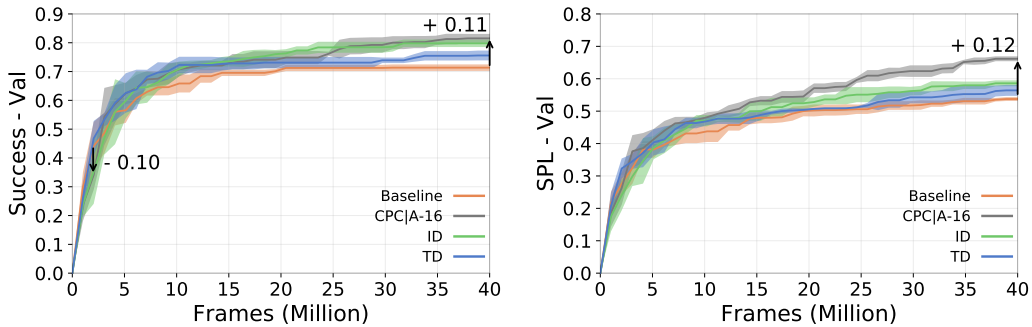 Success - Val
0.9
0.8
0.7
0.6
0.5
0.4
0.3
0.2
0.1
0.0
+ 0.11
- 0.10
Baseline
CPC|A-16
ID
TD
0 5 10 15 20 25 30 35 40
Frames (Million)
SPL - Val
0.8
0.7
0.6
0.5
0.4
0.3
0.2
0.1
0.0
+ 0.12
Baseline
CPC|A-16
ID
TD
0 5 10 15 20 25 30 35 40
Frames (Million)